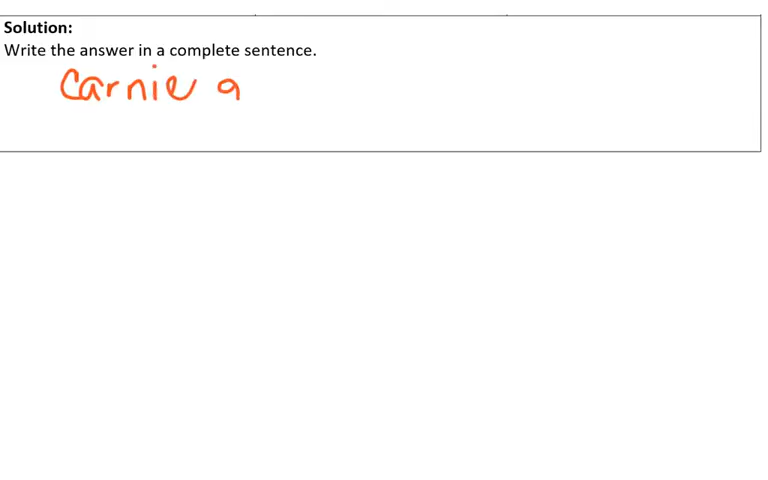 Solution:
Write the answer in a complete sentence.
Carnie a